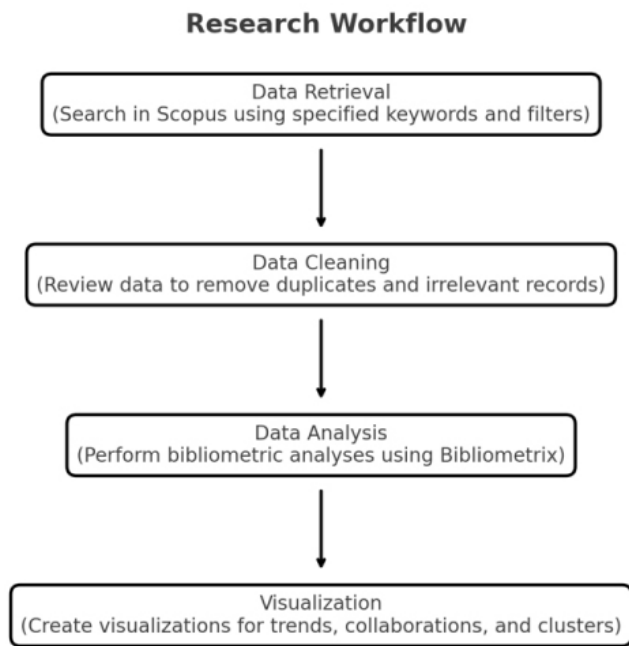 Research Workflow
Data Retrieval
(Search in Scopus using specified keywords and filters)
Data Cleaning
(Review data to remove duplicates and irrelevant records)
Data Analysis
(Perform bibliometric analyses using Bibliometrix)
Visualization
(Create visualizations for trends, collaborations, and clusters)